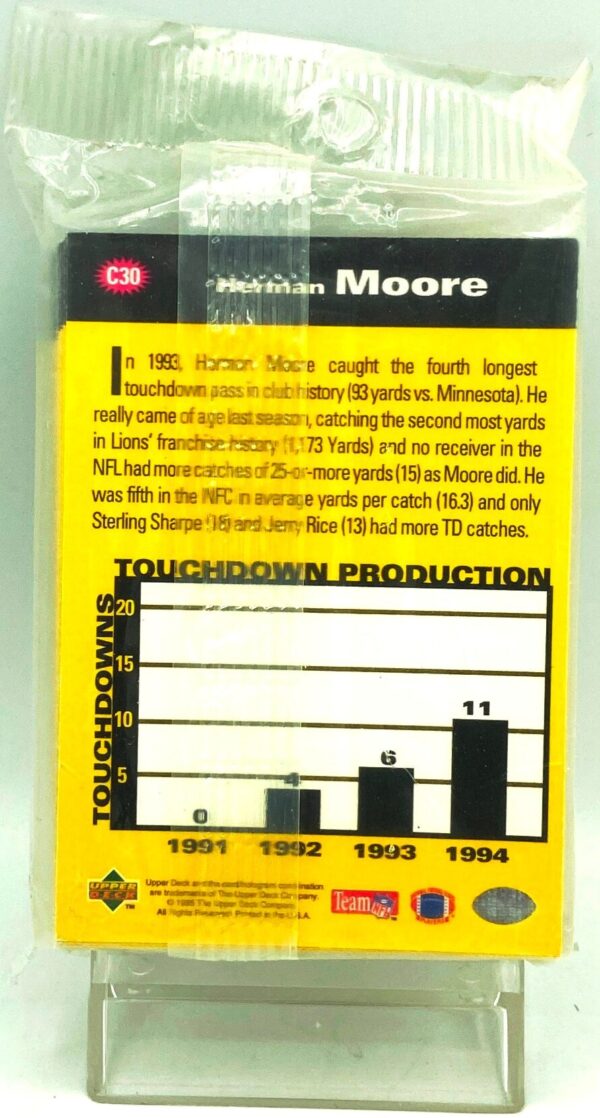 C30
Herman Moore
In 1993, Herman Moore caught the fourth longest
touchdown pass in club history (93 yards vs. Minnesota). He
really came of age last season, catching the second most yards
in Lions' franchise history (1,173 Yards) and no receiver in the
NFL had more catches of 25-or-more yards (15) as Moore did. He
was fifth in the NFC in average yards per catch (16.3) and only
Sterling Sharpe (18) and Jerry Rice (13) had more TD catches.
TOUCHDOWN PRODUCTION
TOUCHDOWNS
20
15
10
5
0
4
6
11
1991 1992 1993 1994
UPPER
DECK
TM
Upper Deck and the card/hologram combination
are trademarks of The Upper Deck Company.
© 1995 The Upper Deck Company.
All Rights Reserved. Printed in the U.S.A.
Team NFL